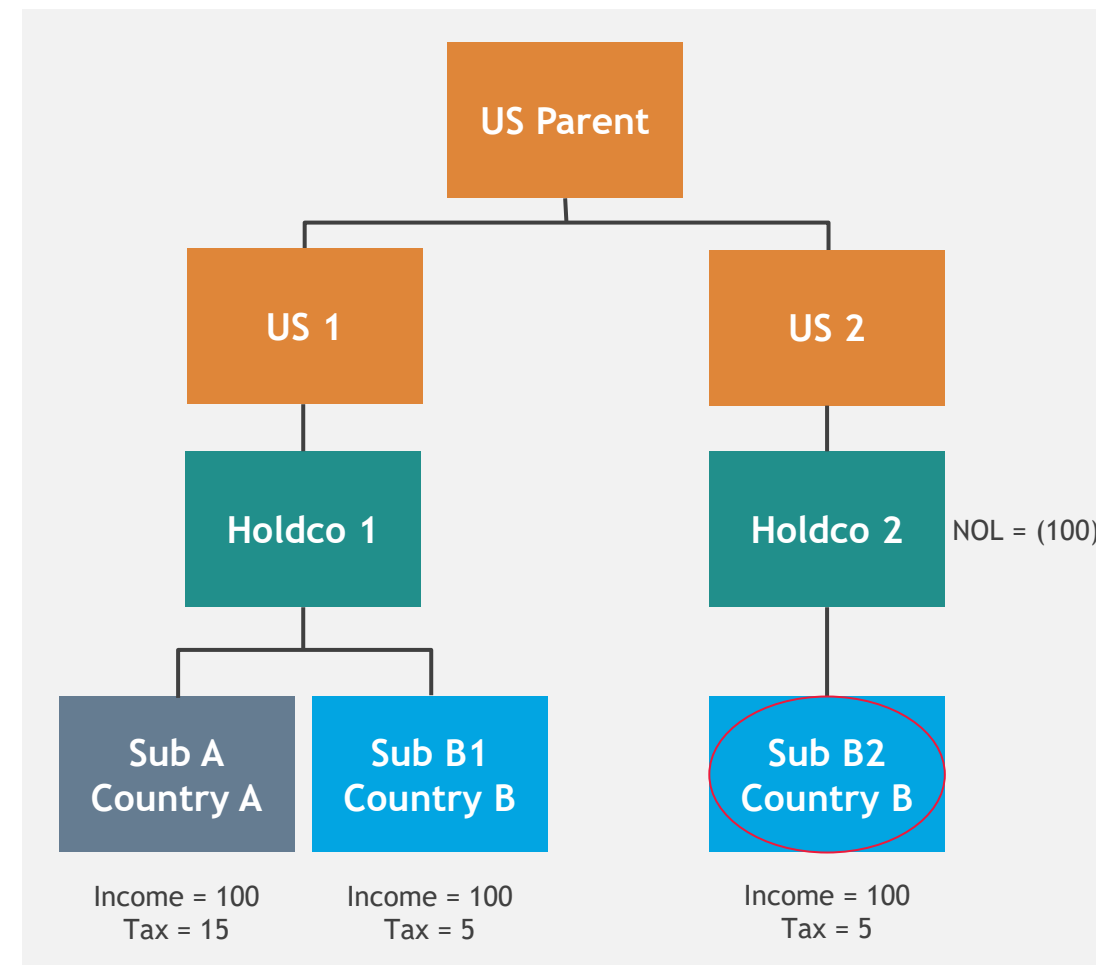 US Parent
US 1
US 2
Holdco 1
Holdco 2
NOL = (100)
Sub A
Country A
Sub B1
Country B
Sub B2
Country B
Income = 100
Tax = 15
Income = 100
Tax = 5
Income = 100
Tax = 5